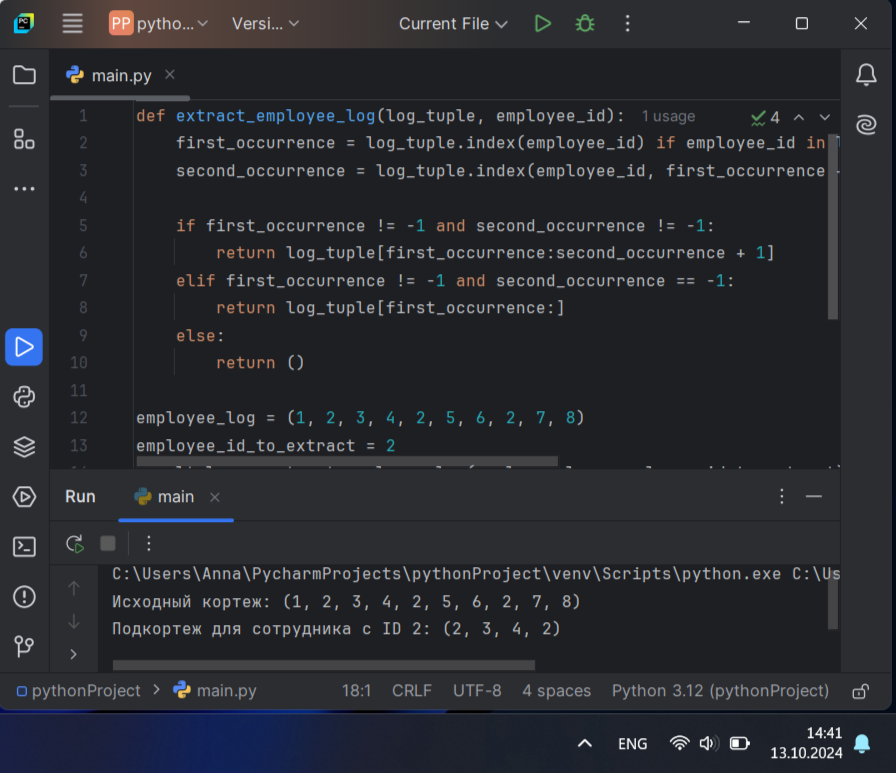 PC
PP pytho... Versi... Current File
main.py
1 def extract_employee_log(log_tuple, employee_id): 1 usage 4
2 first_occurrence = log_tuple.index(employee_id) if employee_id in
3 second_occurrence = log_tuple.index(employee_id, first_occurrence
4
5 if first_occurrence != -1 and second_occurrence != -1:
6 return log_tuple[first_occurrence:second_occurrence + 1]
7 elif first_occurrence != -1 and second_occurrence == -1:
8 return log_tuple[first_occurrence:]
9 else:
10 return ()
11
12 employee_log = (1, 2, 3, 4, 2, 5, 6, 2, 7, 8)
13 employee_id_to_extract = 2
Run main
C:\Users\Anna\PycharmProjects\pythonProject\venv\Scripts\python.exe C:\Us
Исходный кортеж: (1, 2, 3, 4, 2, 5, 6, 2, 7, 8)
Подкортеж для сотрудника с ID 2: (2, 3, 4, 2)
pythonProject > main.py 18:1 CRLF UTF-8 4 spaces Python 3.12 (pythonProject)
ENG 14:41
13.10.2024